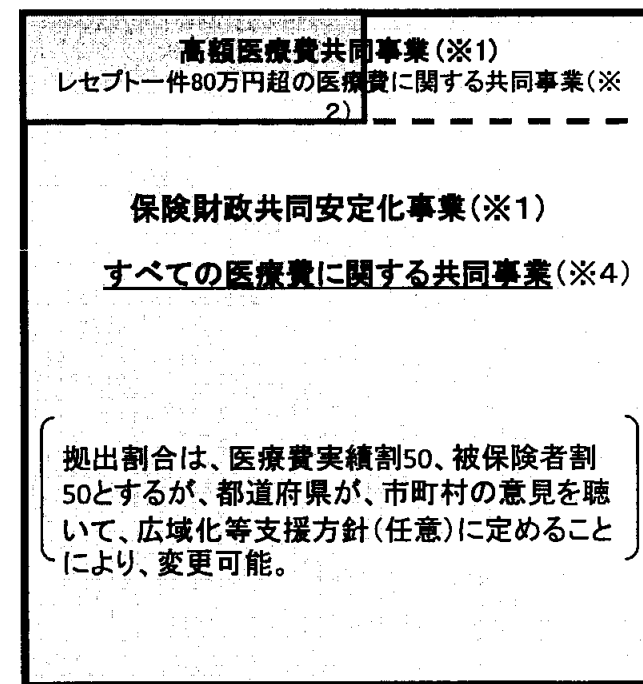 高額医療費共同事業(※1)
レセプト一件80万円超の医療費に関する共同事業(※
2)
保険財政共同安定化事業(※1)
すべての医療費に関する共同事業(※4)
拠出割合は、医療費実績割50、被保険者割
50とするが、都道府県が、市町村の意見を聴
いて、広域化等支援方針(任意)に定めること
により、変更可能。